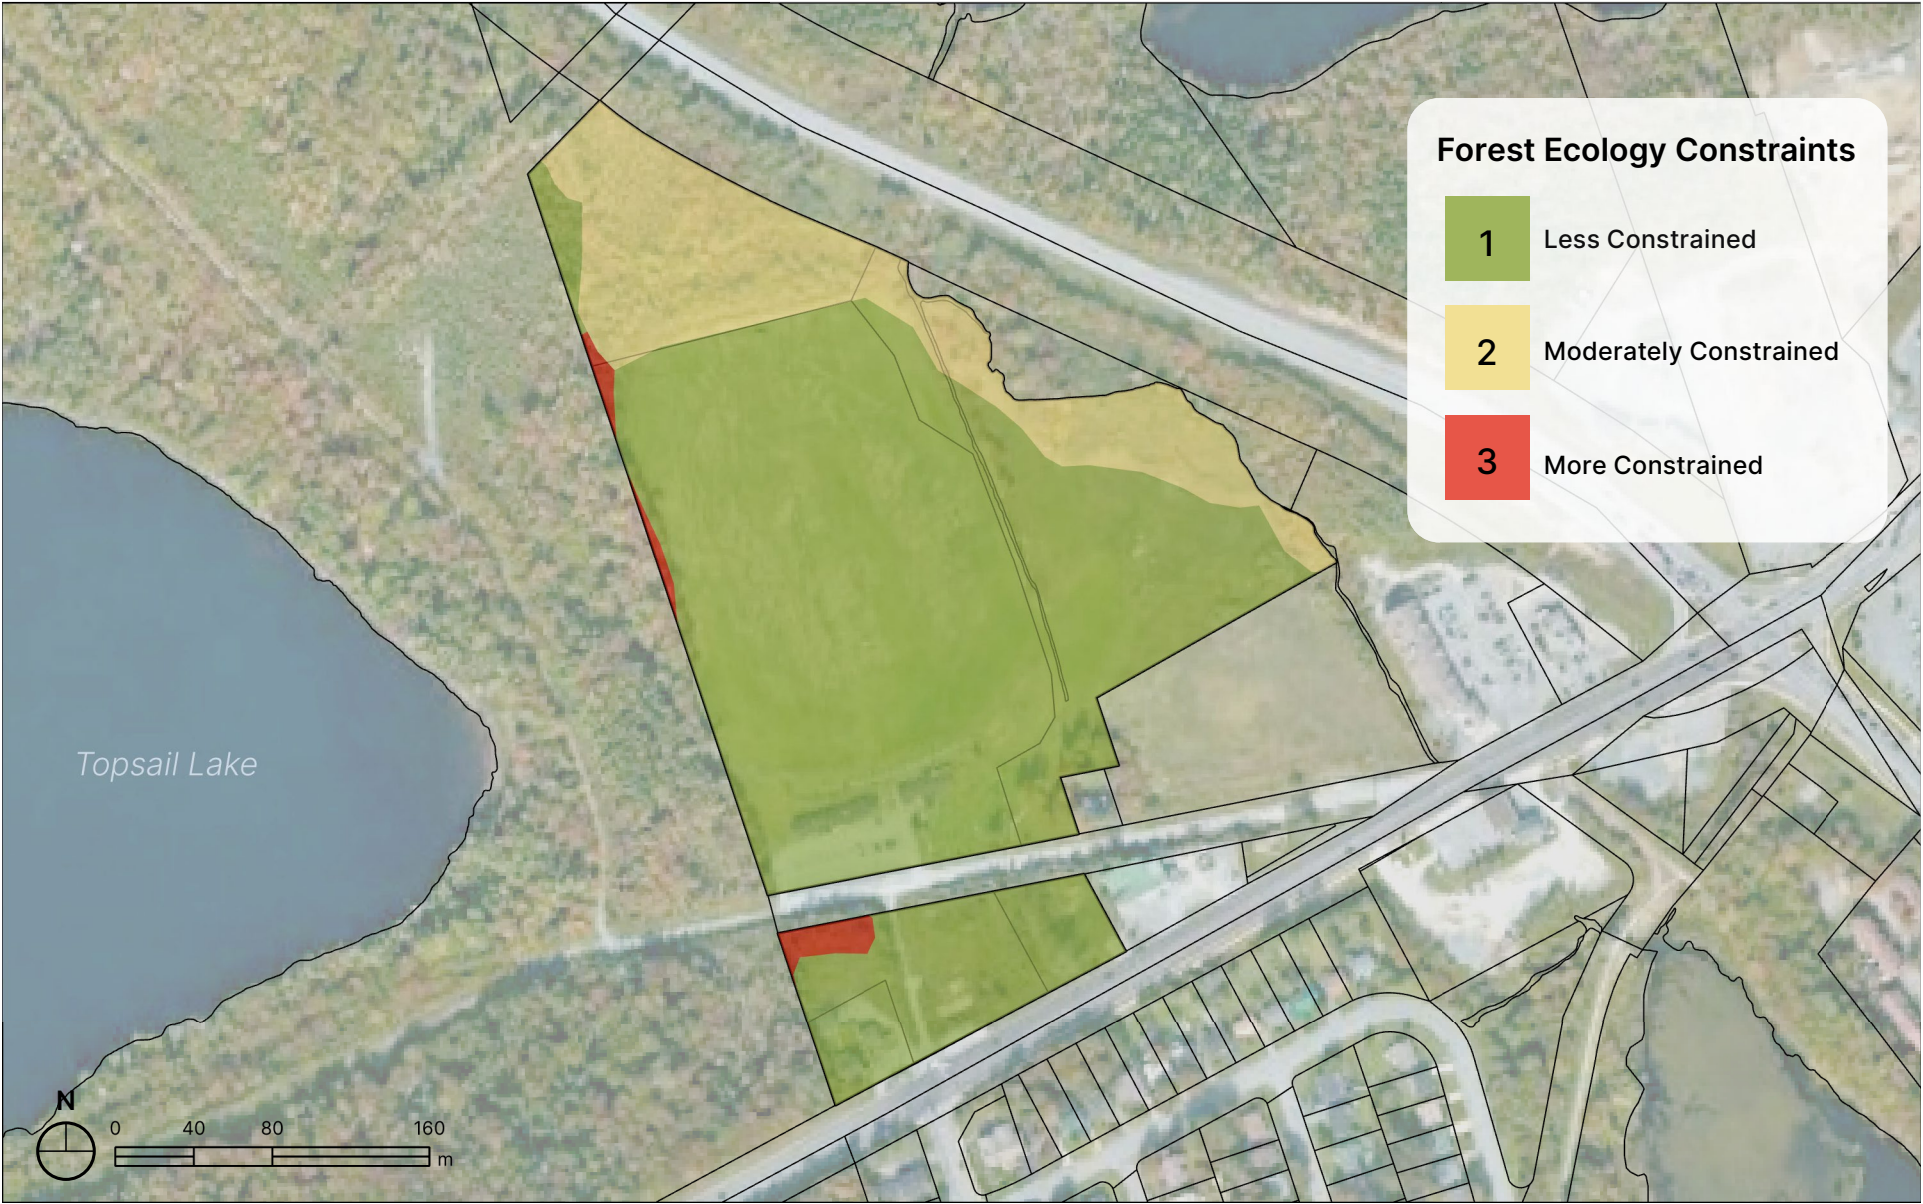 Forest Ecology Constraints
1 Less Constrained
2 Moderately Constrained
3 More Constrained
Topsail Lake
N
0 40 80 160
m